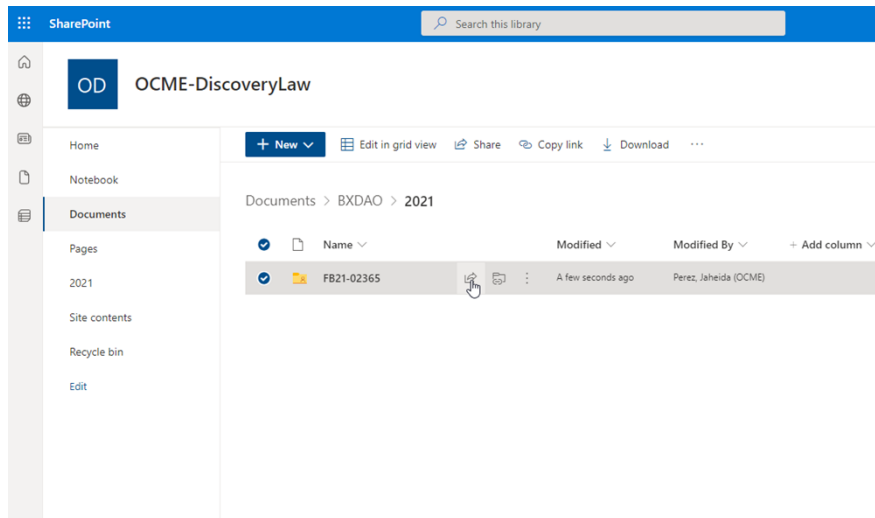 SharePoint
Search this library
OD
OCME-DiscoveryLaw
Home
Notebook
Documents
Pages
2021
Site contents
Recycle bin
Edit
+ New
Edit in grid view
Share
Copy link
Download
...
Documents > BXDAO > 2021
Name
Modified
Modified By
+ Add column
FB21-02365
A few seconds ago
Perez, Jaheida (OCME)